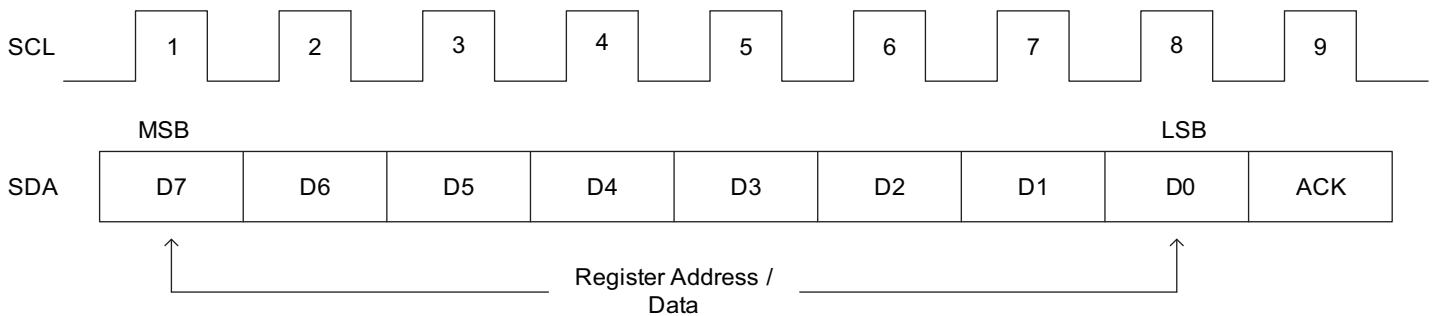 SCL 1 2 3 4 5 6 7 8 9
MSB LSB
SDA D7 D6 D5 D4 D3 D2 D1 D0 ACK
Register Address /
Data